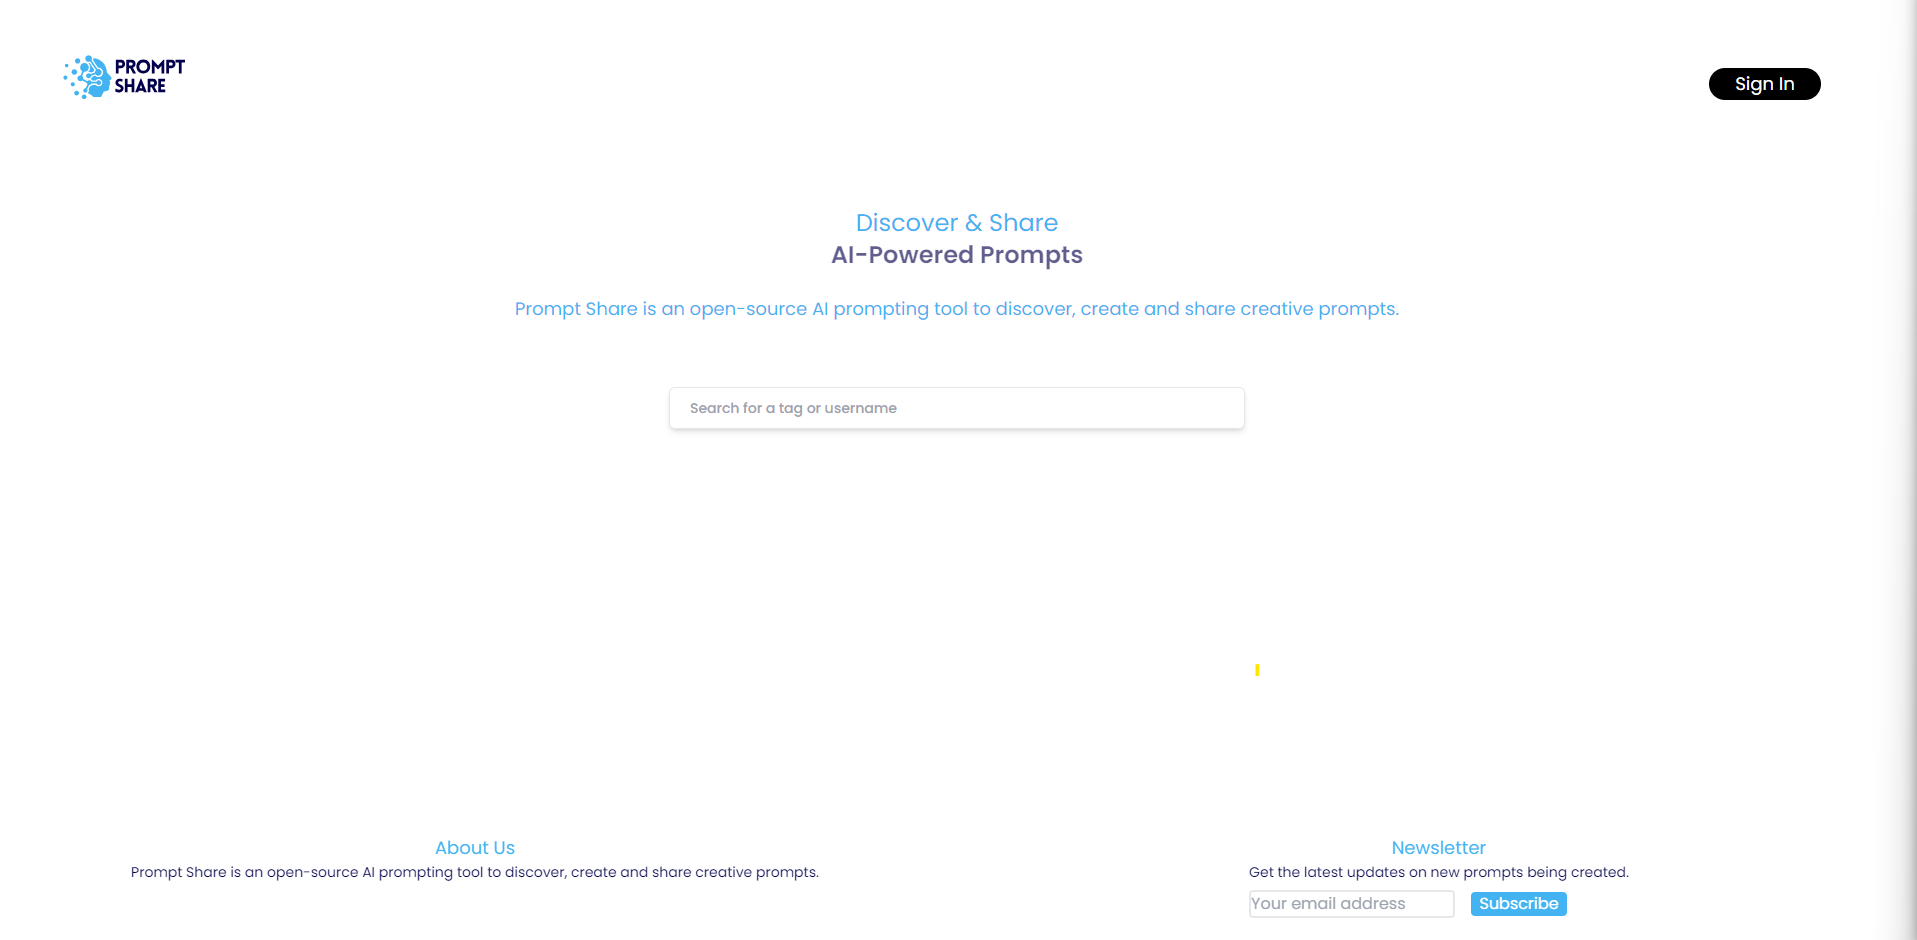 PROMPT
SHARE
Sign In
Discover & Share
AI-Powered Prompts
Prompt Share is an open-source AI prompting tool to discover, create and share creative prompts.
Search for a tag or username
About Us
Prompt Share is an open-source AI prompting tool to discover, create and share creative prompts.
Newsletter
Get the latest updates on new prompts being created.
Your email address
Subscribe